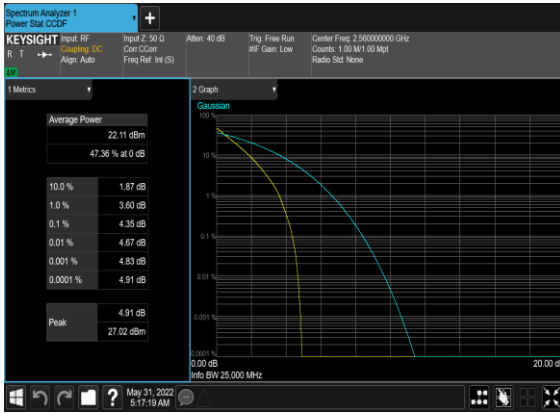 Spectrum Analyzer 1
Power Stat CCDF
KEYSIGHT
R T
Input: RF
Coupling: DC
Align: Auto
Input Z: 50 Ω
Corr CCorr
Freq Ref: Int (S)
Atten: 40 dB
Trig: Free Run
#IF Gain: Low
Center Freq: 2.560000000 GHz
Counts: 1.00 M/1.00 Mpt
Radio Std: None
1 Metrics
Average Power
22.11 dBm
47.36 % at 0 dB
10.0 % 1.87 dB
1.0 % 3.60 dB
0.1 % 4.35 dB
0.01 % 4.67 dB
0.001 % 4.83 dB
0.0001 % 4.91 dB
Peak
4.91 dB
27.02 dBm
2 Graph
Gaussian
100 %
10 %
1 %
0.1 %
0.01 %
0.001 %
0.0001 %
0.00 dB
20.00 d
Info BW 25.000 MHz
May 31, 2022
5:17:19 AM